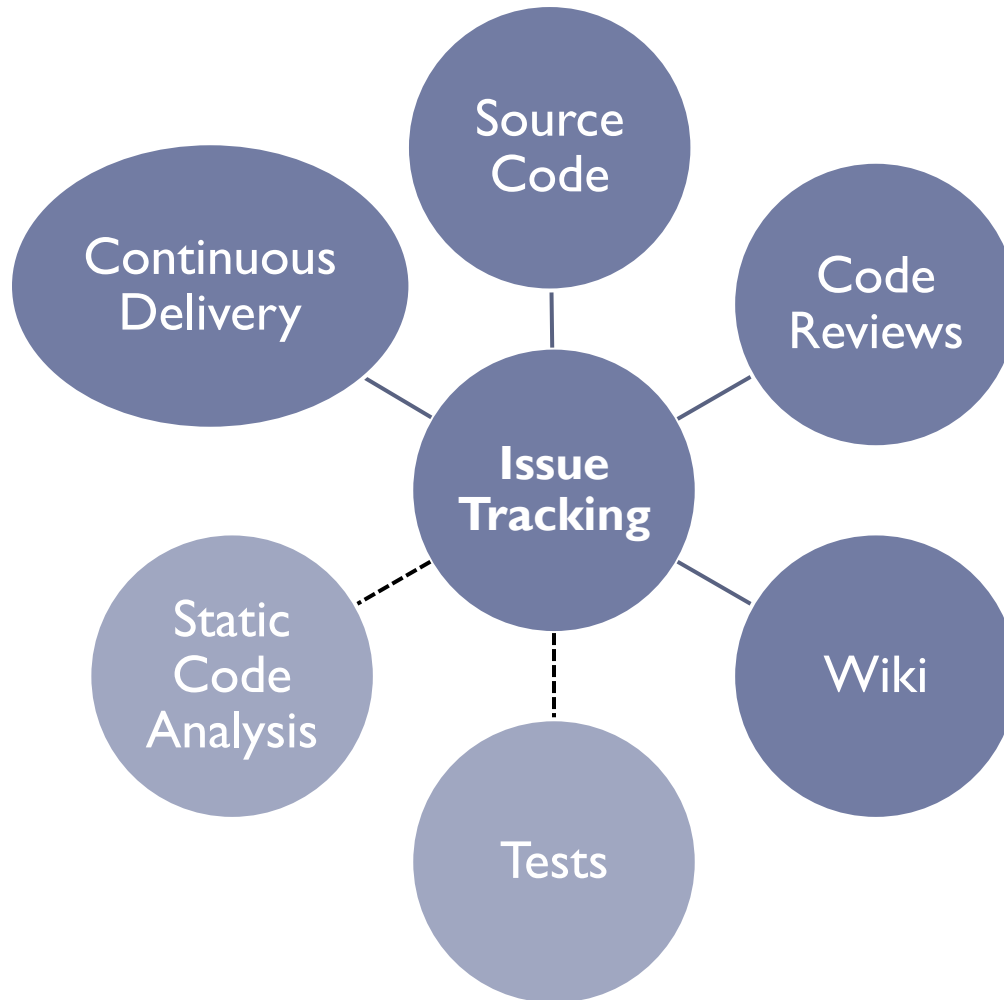 Source
Code
Continuous
Delivery
Code
Reviews
Issue
Tracking
Static
Code
Analysis
Wiki
Tests